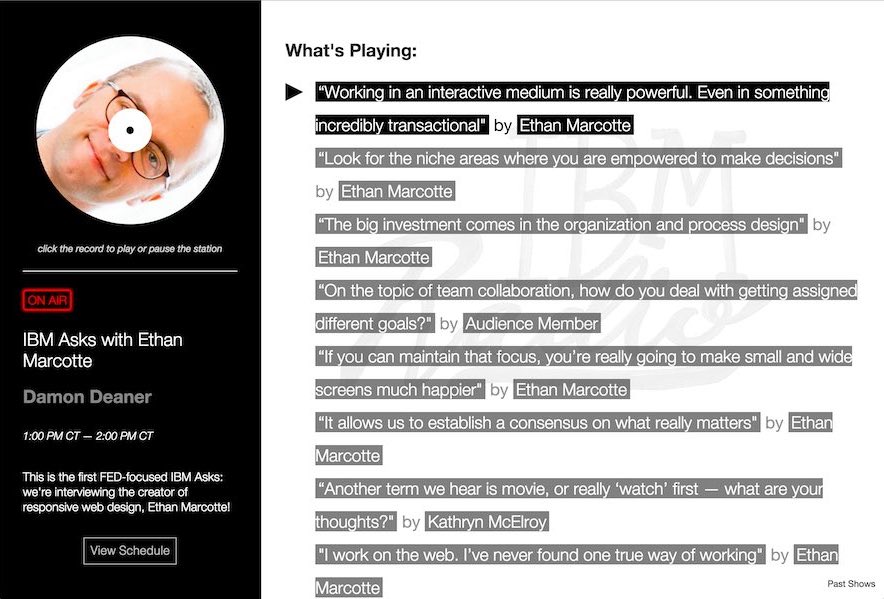 click the record to play or pause the station
ON AIR
IBM Asks with Ethan
Marcotte
Damon Deaner
1:00 PM CT — 2:00 PM CT
This is the first FED-focused IBM Asks:
we're interviewing the creator of
responsive web design, Ethan Marcotte!
View Schedule
What's Playing:
“Working in an interactive medium is really powerful. Even in something
incredibly transactional" by Ethan Marcotte
“Look for the niche areas where you are empowered to make decisions"
by Ethan Marcotte
“The big investment comes in the organization and process design" by
Ethan Marcotte
“On the topic of team collaboration, how do you deal with getting assigned
different goals?" by Audience Member
“If you can maintain that focus, you’re really going to make small and wide
screens much happier" by Ethan Marcotte
“It allows us to establish a consensus on what really matters" by Ethan
Marcotte
“Another term we hear is movie, or really ‘watch’ first — what are your
thoughts?" by Kathryn McElroy
"I work on the web. I’ve never found one true way of working" by Ethan
Marcotte
IBM
Radio
Past Shows